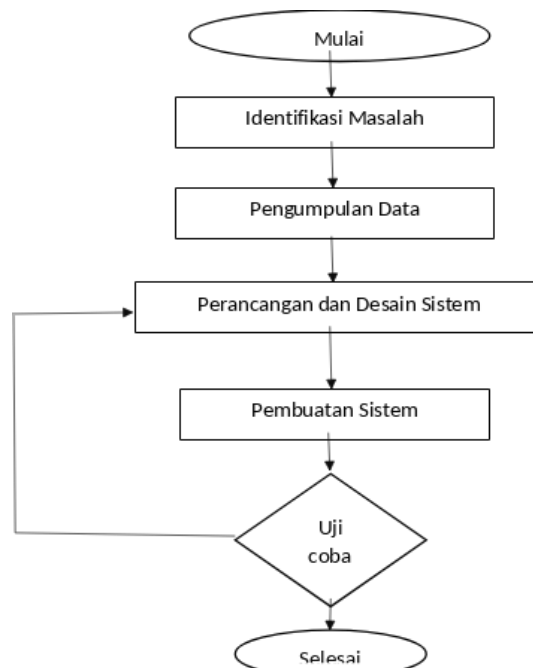 Mulai
Identifikasi Masalah
Pengumpulan Data
Perancangan dan Desain Sistem
Pembuatan Sistem
Uji
coba
Selesai